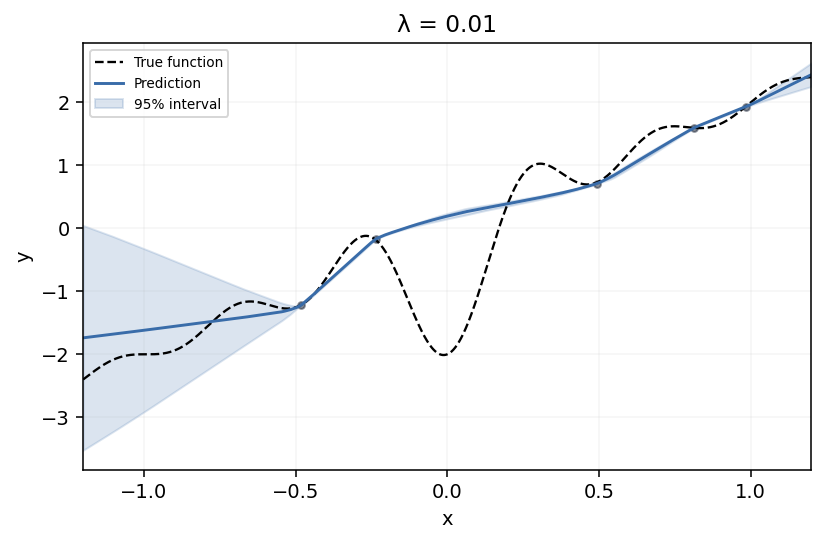 λ = 0.01
True function
Prediction
95% interval
y
2
1
0
−1
−2
−3
−1.0 −0.5 0.0 0.5 1.0
x